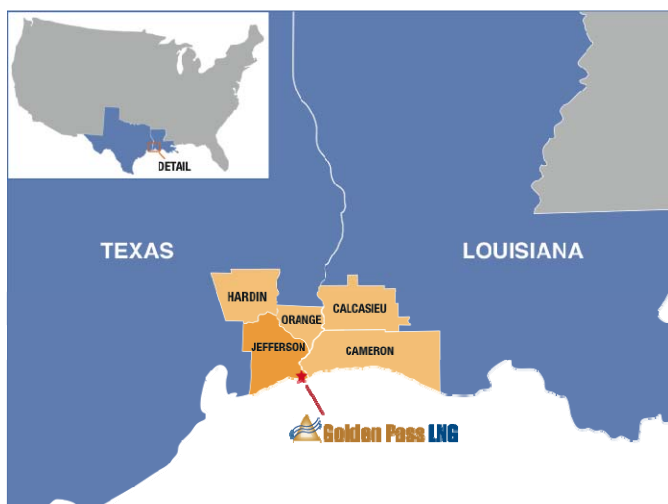 DETAIL
TEXAS
LOUISIANA
HARDIN
ORANGE
CALCASIEU
JEFFERSON
CAMERON
Golden Pass LNG